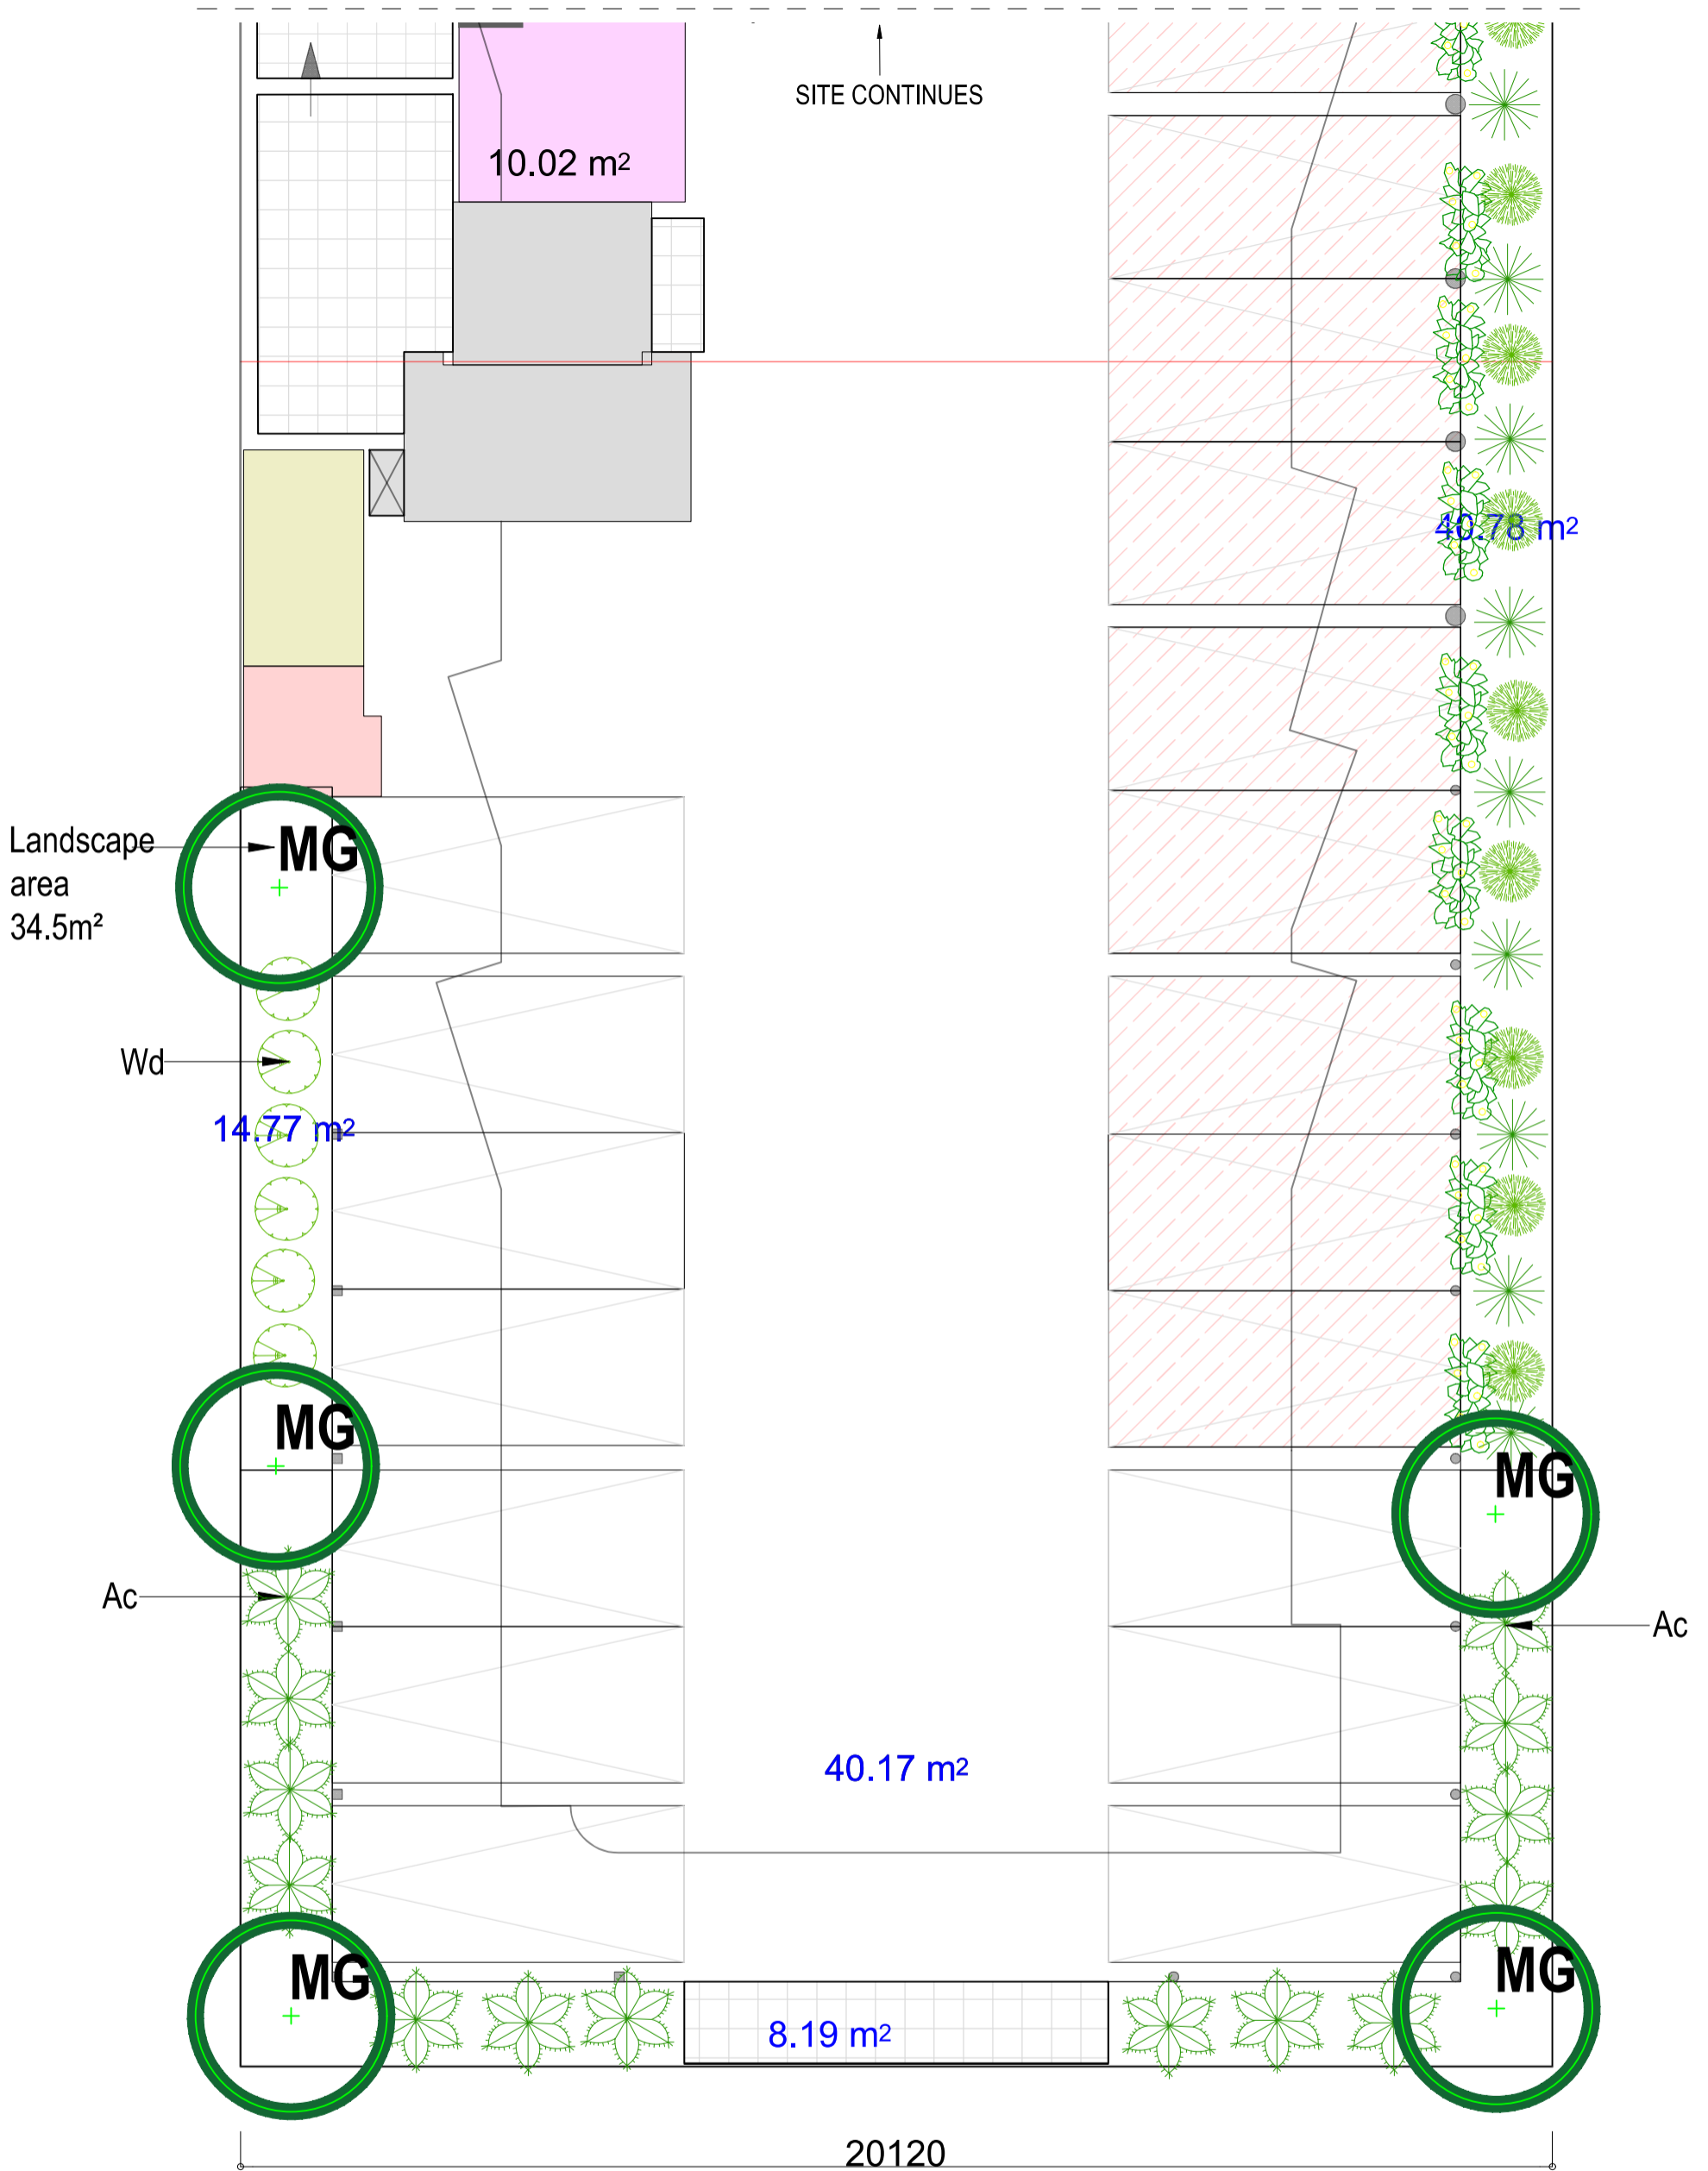 SITE CONTINUES
10.02 m²
40.78 m²
MG
Landscape
area
34.5m²
Wd
14.77 m²
MG
MG
Ac
Ac
40.17 m²
MG
MG
8.19 m²
20120